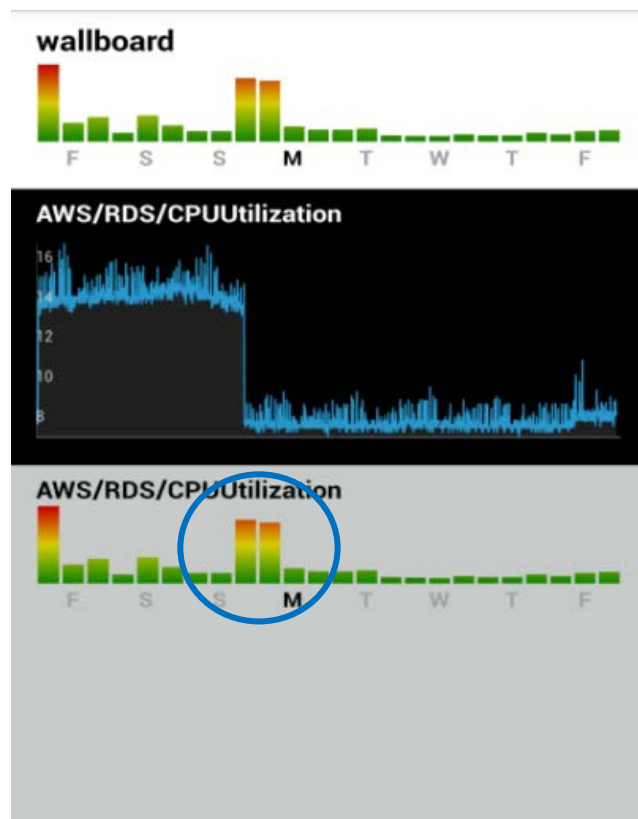 wallboard
F S S M T W T F
AWS/RDS/CPUUtilization
16
14
12
10
8
AWS/RDS/CPUUtilization
F S S M T W T F